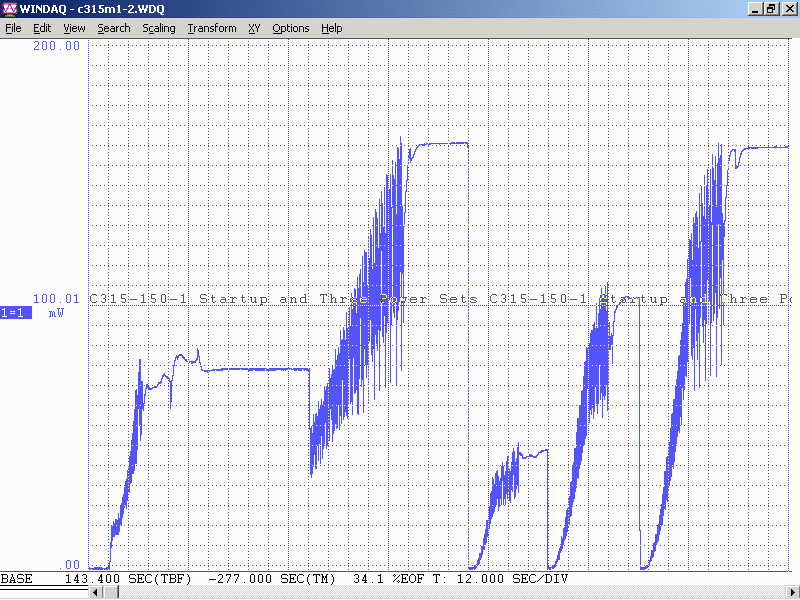 WINDAQ - c315m1-2.WDQ
File Edit View Search Scaling Transform XY Options Help
200.00
100.01 C315-150-1 Startup and Three Power Sets C315-150-1 Startup and Three Po
1=1 mW
.00
BASE 143.400 SEC(TBF) -277.000 SEC(TM) 34.1 %EOF T: 12.000 SEC/DIV